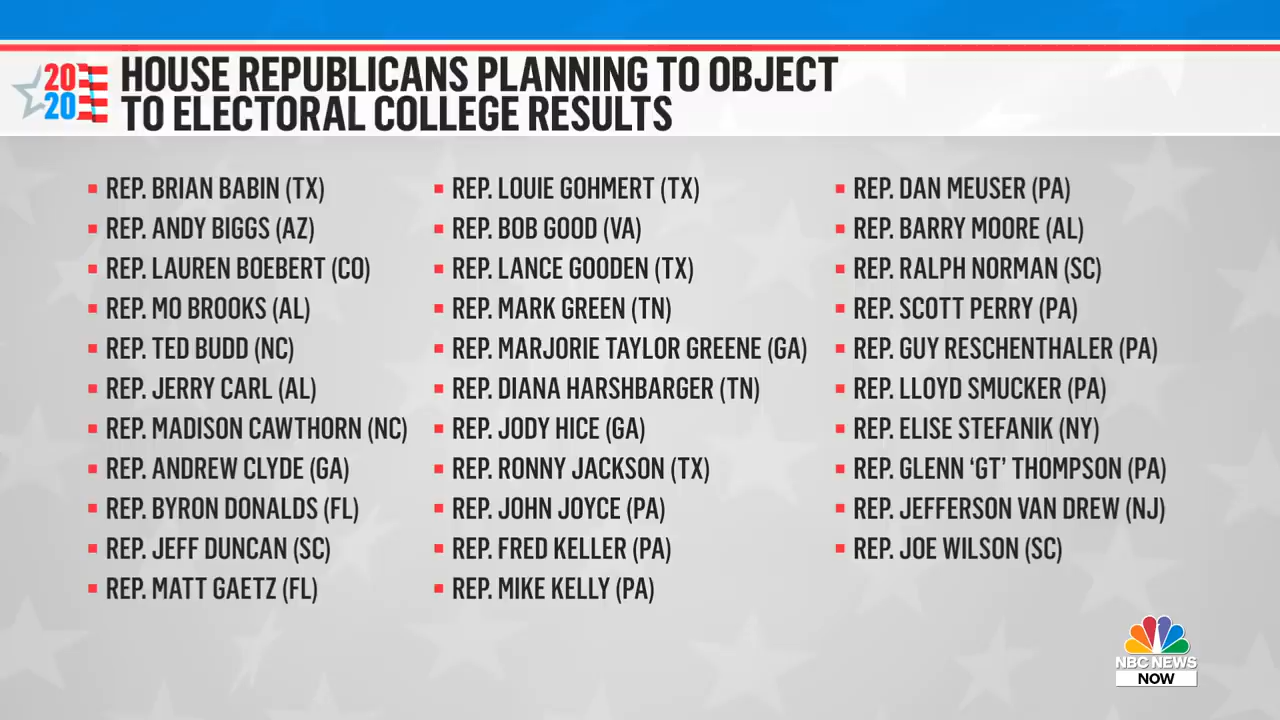 20
20
HOUSE REPUBLICANS PLANNING TO OBJECT
TO ELECTORAL COLLEGE RESULTS
REP. BRIAN BABIN (TX)
REP. ANDY BIGGS (AZ)
REP. LAUREN BOEBERT (CO)
REP. MO BROOKS (AL)
REP. TED BUDD (NC)
REP. JERRY CARL (AL)
REP. MADISON CAWTHORN (NC)
REP. ANDREW CLYDE (GA)
REP. BYRON DONALDS (FL)
REP. JEFF DUNCAN (SC)
REP. MATT GAETZ (FL)
REP. LOUIE GOHMERT (TX)
REP. BOB GOOD (VA)
REP. LANCE GOODEN (TX)
REP. MARK GREEN (TN)
REP. MARJORIE TAYLOR GREENE (GA)
REP. DIANA HARSHBARGER (TN)
REP. JODY HICE (GA)
REP. RONNY JACKSON (TX)
REP. JOHN JOYCE (PA)
REP. FRED KELLER (PA)
REP. MIKE KELLY (PA)
REP. DAN MEUSER (PA)
REP. BARRY MOORE (AL)
REP. RALPH NORMAN (SC)
REP. SCOTT PERRY (PA)
REP. GUY RESCHENTHALER (PA)
REP. LLOYD SMUCKER (PA)
REP. ELISE STEFANIK (NY)
REP. GLENN ‘GT’ THOMPSON (PA)
REP. JEFFERSON VAN DREW (NJ)
REP. JOE WILSON (SC)
NBC NEWS
NOW